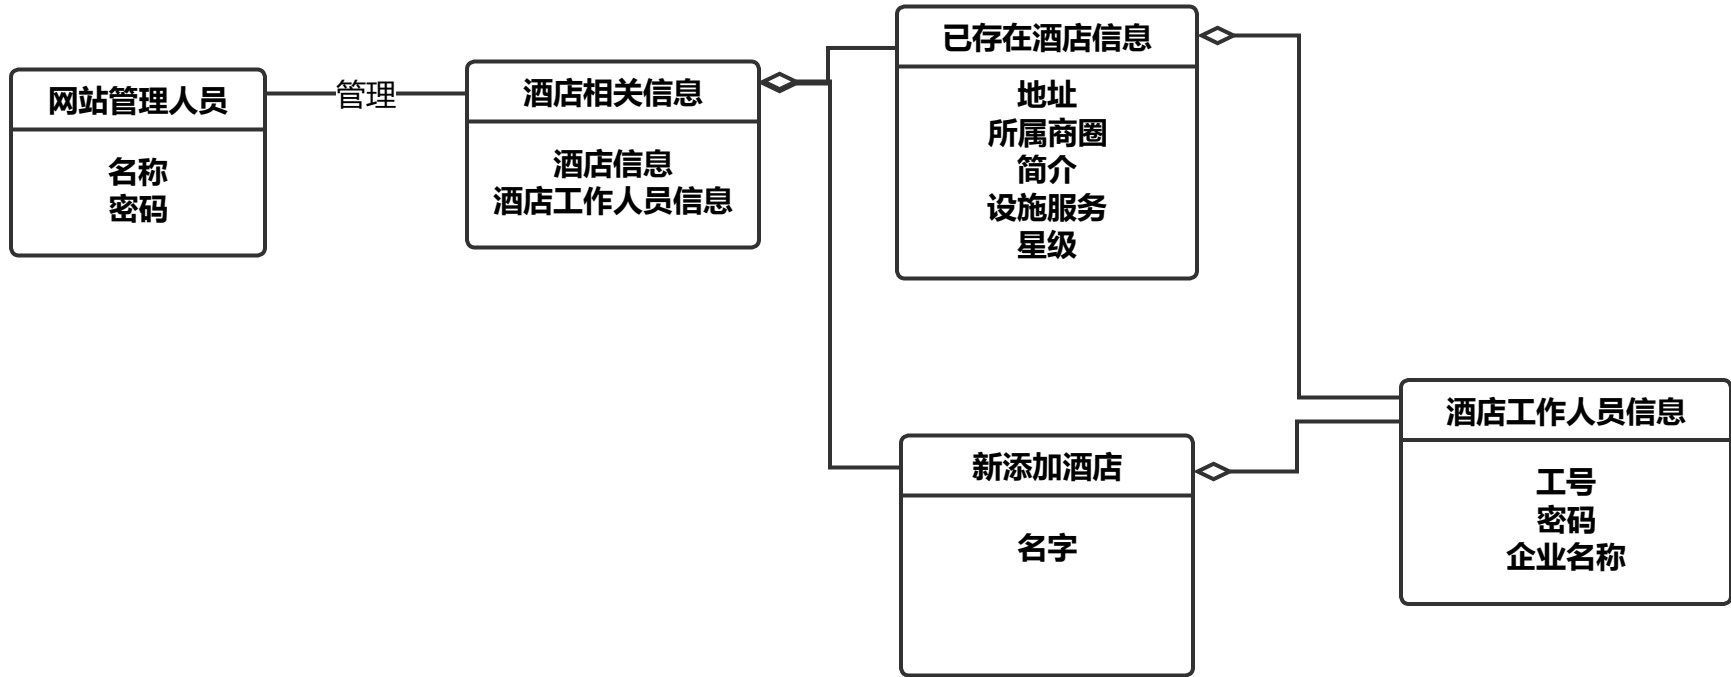 网站管理人员
名称
密码
管理
酒店相关信息
酒店信息
酒店工作人员信息
已存在酒店信息
地址
所属商圈
简介
设施服务
星级
新添加酒店
名字
酒店工作人员信息
工号
密码
企业名称